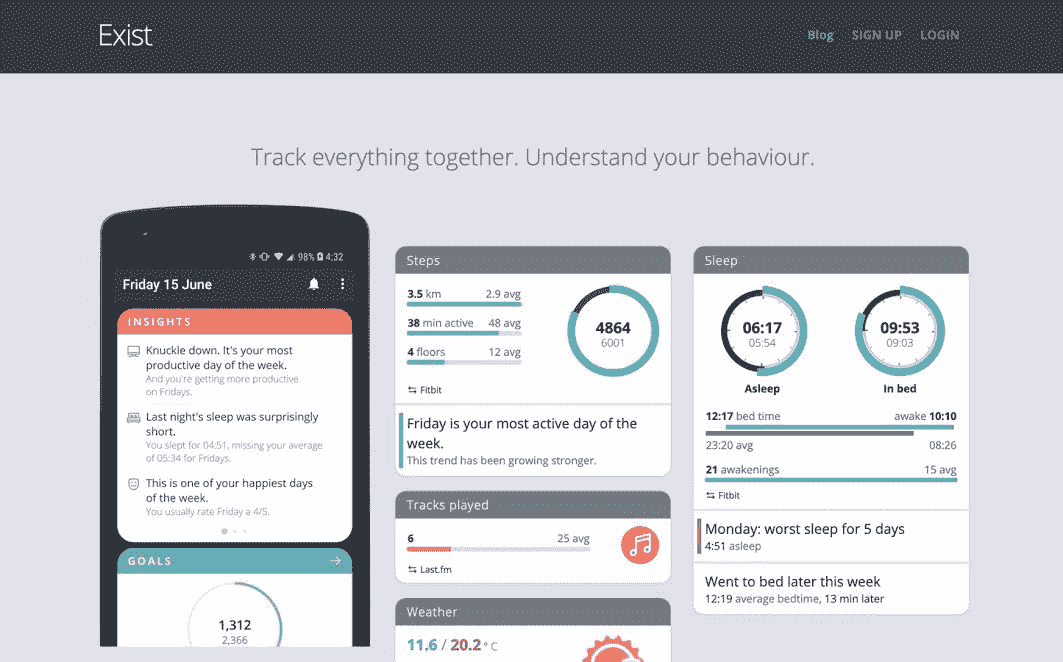 Exist
Blog SIGN UP LOGIN
Track everything together. Understand your behaviour.
98% 4:32
Friday 15 June
INSIGHTS
Knuckle down. It's your most
productive day of the week.
And you're getting more productive
on Fridays.
Last night's sleep was surprisingly
short.
You slept for 04:51, missing your average
of 05:34 for Fridays.
This is one of your happiest days
of the week.
You usually rate Friday a 4/5.
GOALS
1,312
2,366
Steps
3.5 km 2.9 avg
38 min active 48 avg
4 floors 12 avg
4864
6001
Fitbit
Friday is your most active day of the
week.
This trend has been growing stronger.
Tracks played
6 25 avg
Last.fm
Weather
11.6 / 20.2 °C
Sleep
06:17
05:54
Asleep
09:53
09:03
In bed
12:17 bed time awake 10:10
23:20 avg 08:26
21 awakenings 15 avg
Fitbit
Monday: worst sleep for 5 days
4:51 asleep
Went to bed later this week
12:19 average bedtime, 13 min later